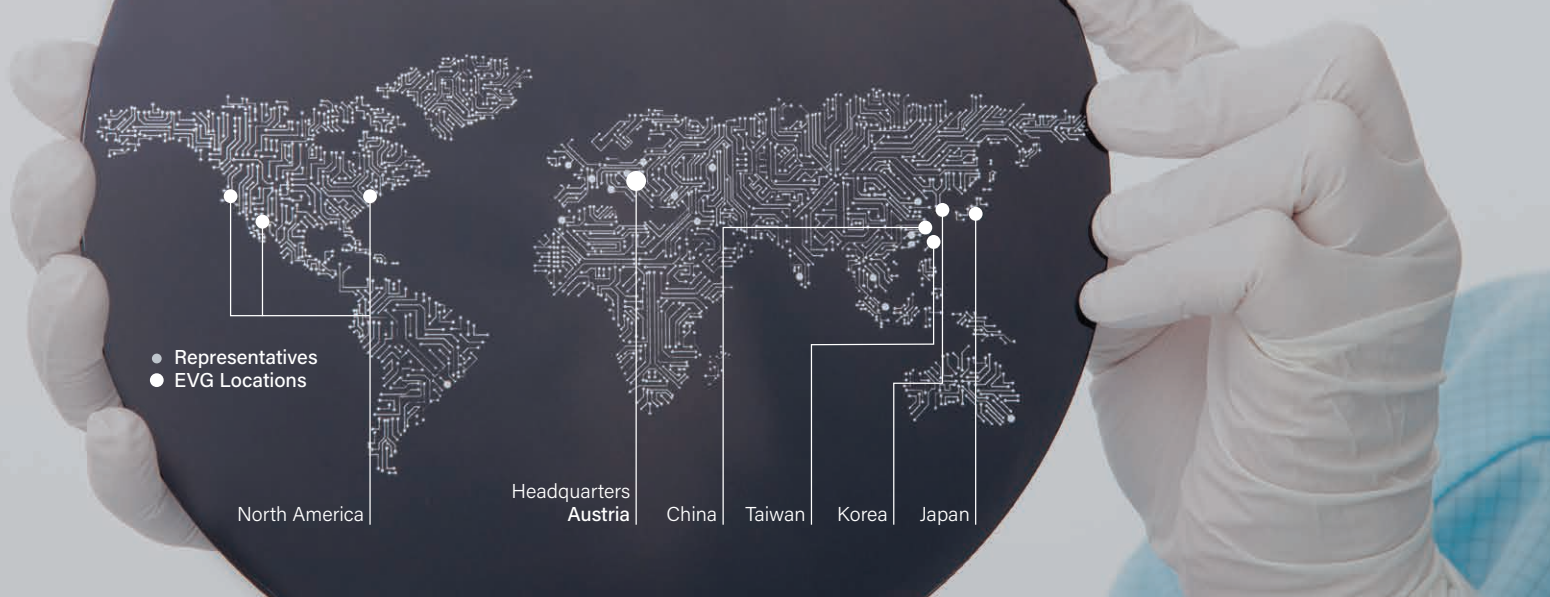 Representatives
EVG Locations
North America
Headquarters
Austria
China
Taiwan
Korea
Japan